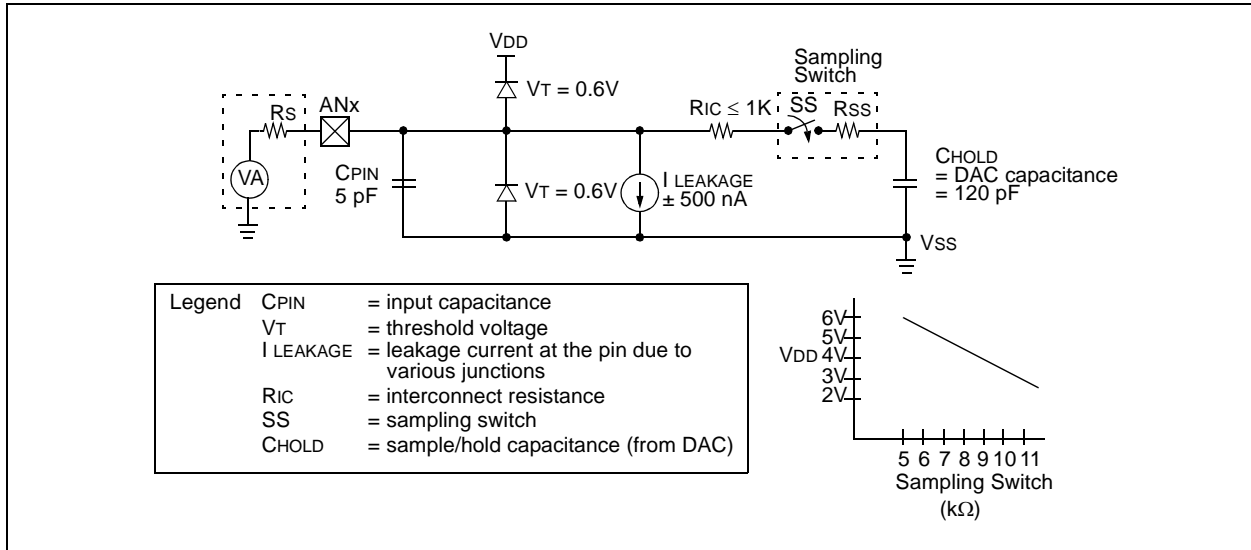 VDD
VT = 0.6V
Sampling
Switch
RS
ANx
RIC ≤ 1K
SS
RSS
VA
CPIN
5 pF
VT = 0.6V
I LEAKAGE
± 500 nA
CHOLD
= DAC capacitance
= 120 pF
VSS
Legend CPIN = input capacitance
VT = threshold voltage
I LEAKAGE = leakage current at the pin due to
various junctions
RIC = interconnect resistance
SS = sampling switch
CHOLD = sample/hold capacitance (from DAC)
6V
5V
VDD 4V
3V
2V
5 6 7 8 9 10 11
Sampling Switch
(kΩ)